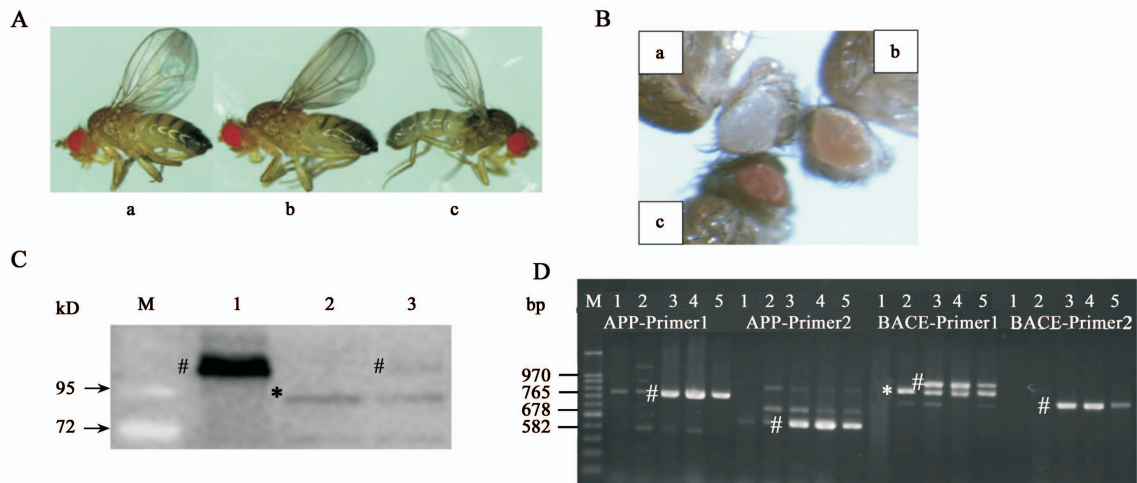 A
a
b
c
B
a
b
c
C
kD
M
1
2
3
#
#
95
*
72
D
bp
M
1 2 3 4 5
1 2 3 4 5
1 2 3 4 5
1 2 3 4 5
APP-Primer1
APP-Primer2
BACE-Primer1
BACE-Primer2
970
765
678
582
#
#
#
*
#